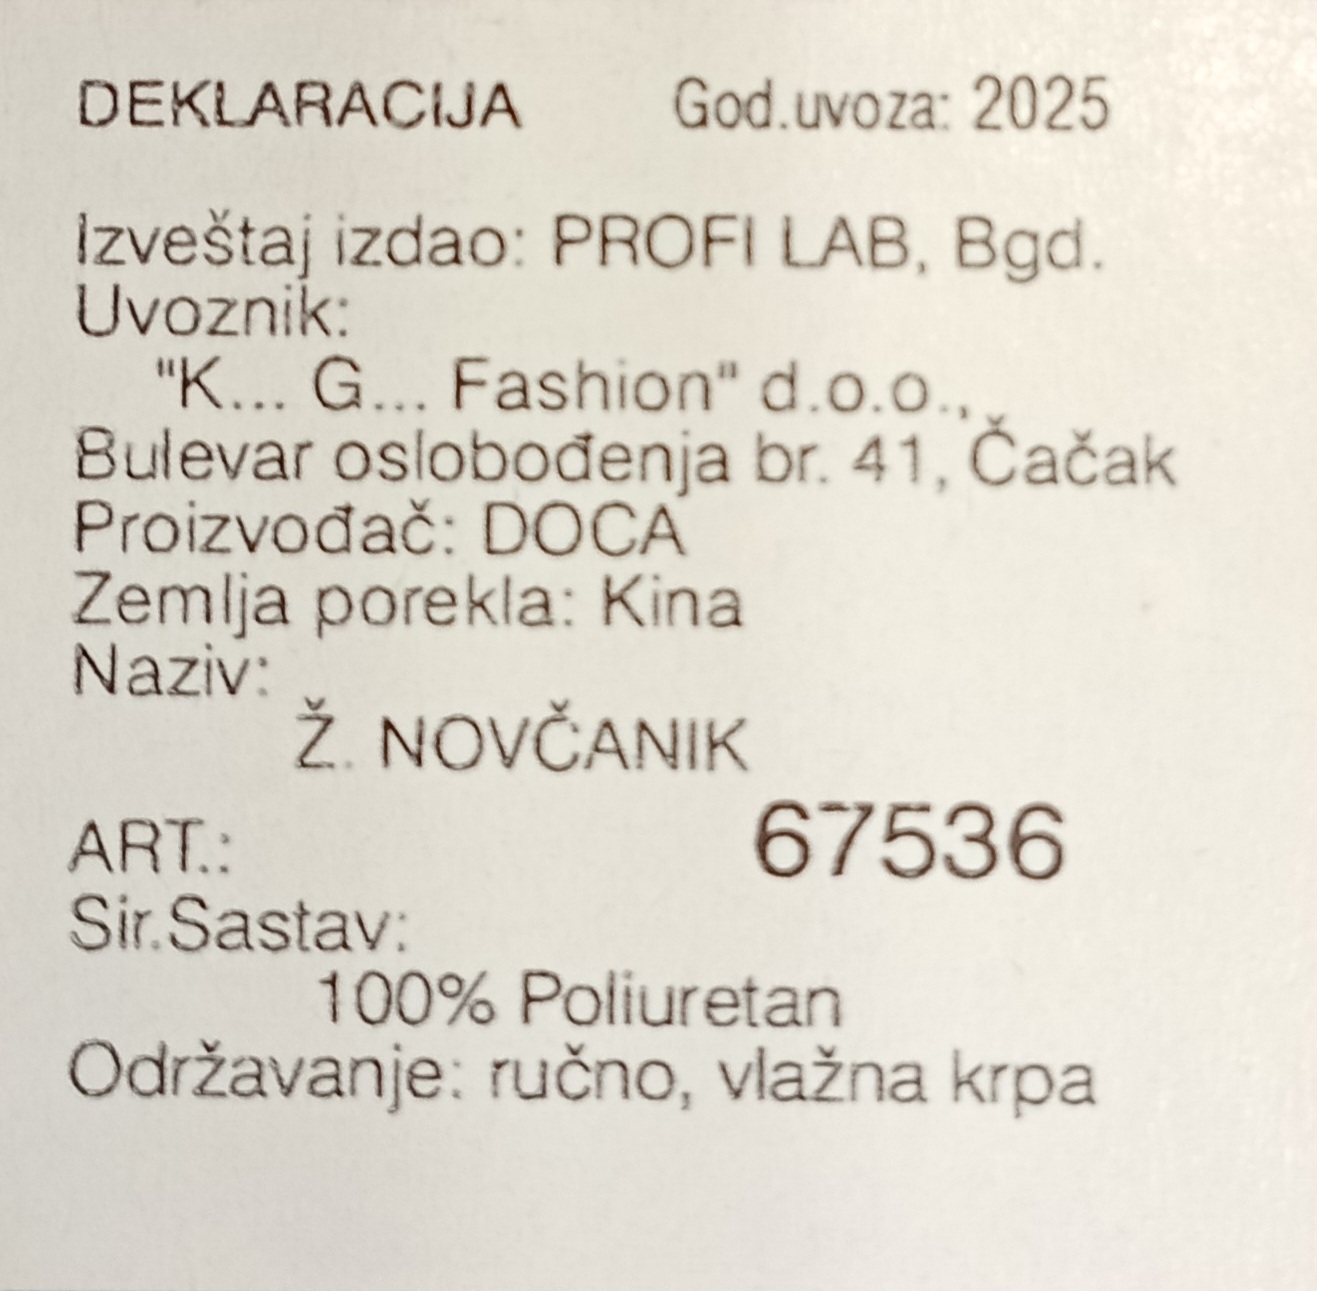 DEKLARACIJA God.uvoza: 2025
Izveštaj izdao: PROFI LAB, Bgd.
Uvoznik:
"K... G... Fashion" d.o.o.,
Bulevar oslobođenja br. 41, Čačak
Proizvođač: DOCA
Zemlja porekla: Kina
Naziv:
Ž. NOVČANIK
ART.: 67536
Sir.Sastav:
100% Poliuretan
Održavanje: ručno, vlažna krpa